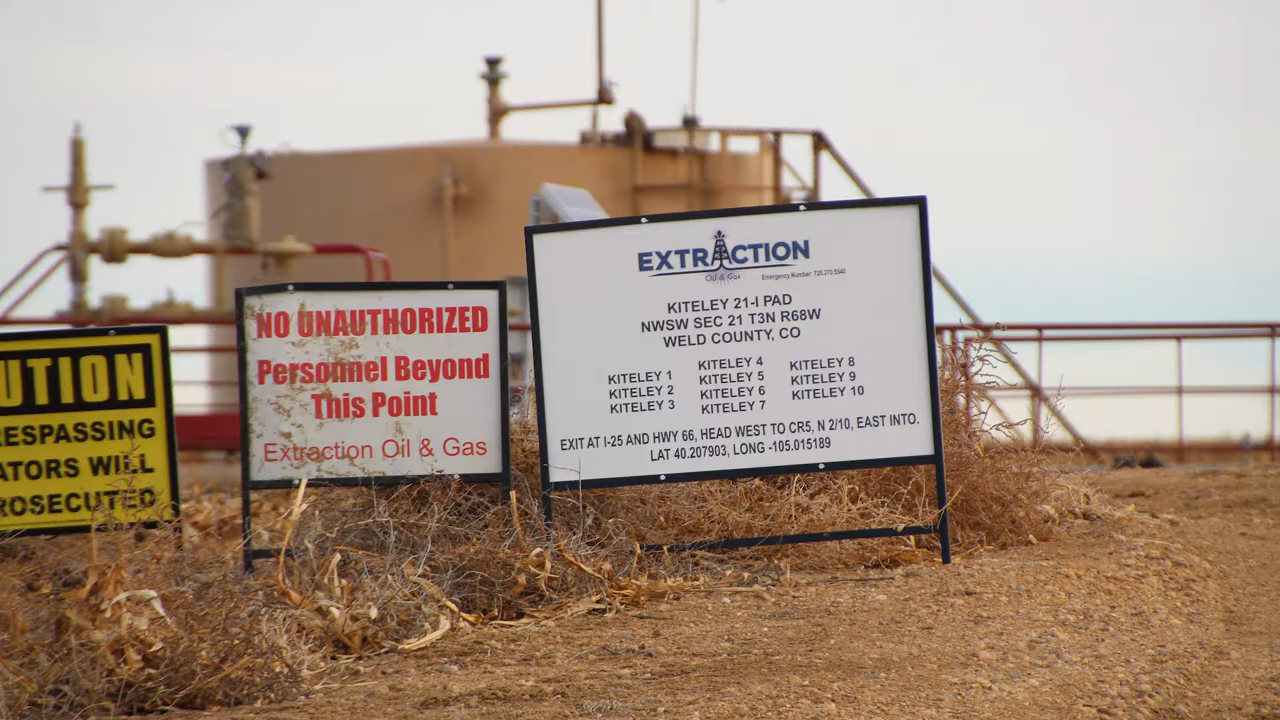 UTION
RESPASSING
ATORS WILL
ROSECUTED
NO UNAUTHORIZED
Personnel Beyond
This Point
Extraction Oil & Gas
EXTRACTION
Oil & Gas
Emergency Number: 720.370.5540
KITELEY 21-I PAD
NWSW SEC 21 T3N R68W
WELD COUNTY, CO
KITELEY 1
KITELEY 2
KITELEY 3
KITELEY 4
KITELEY 5
KITELEY 6
KITELEY 7
KITELEY 8
KITELEY 9
KITELEY 10
EXIT AT I-25 AND HWY 66, HEAD WEST TO CR5, N 2/10, EAST INTO.
LAT 40.207903, LONG -105.015189